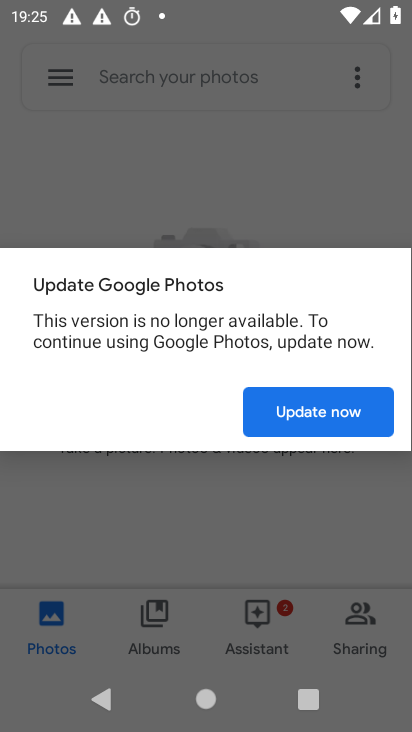 19:25
Search your photos
Update Google Photos
This version is no longer available. To
continue using Google Photos, update now.
Update now
Take a picture. Photos & videos appear here.
2
Photos Albums Assistant Sharing